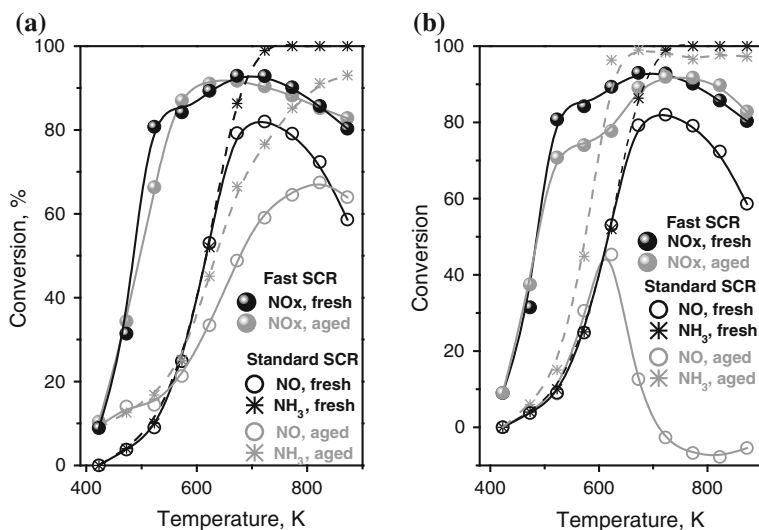 (a)
100
80
60
40
20
0
Conversion, %
Fast SCR
NOx, fresh
NOx, aged
Standard SCR
NO, fresh
NH₃, fresh
NO, aged
NH₃, aged
400 600 800
Temperature, K
(b)
100
80
60
40
20
0
Conversion
Fast SCR
NOx, fresh
NOx, aged
Standard SCR
NO, fresh
NH₃, fresh
NO, aged
NH₃, aged
400 500 600 700 800
Temperature, K